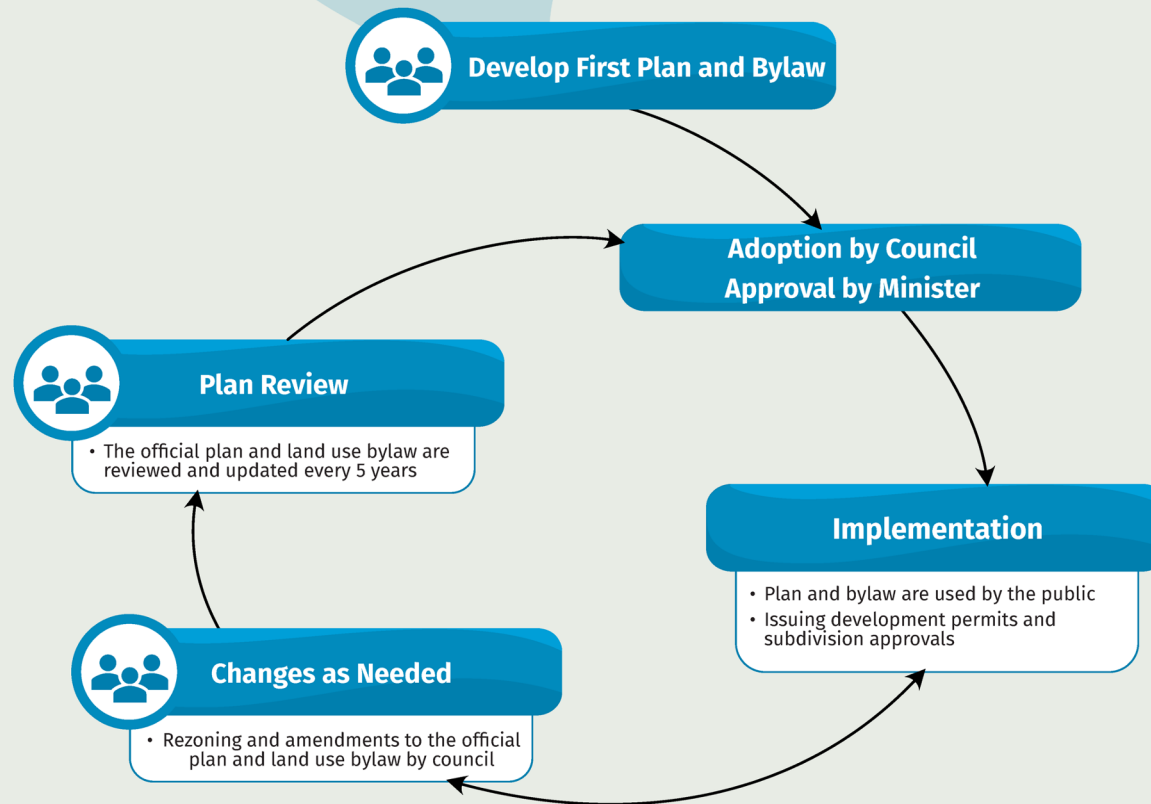 Develop First Plan and Bylaw
Adoption by Council
Approval by Minister
Plan Review
• The official plan and land use bylaw are
reviewed and updated every 5 years
Implementation
• Plan and bylaw are used by the public
• Issuing development permits and
subdivision approvals
Changes as Needed
• Rezoning and amendments to the official
plan and land use bylaw by council